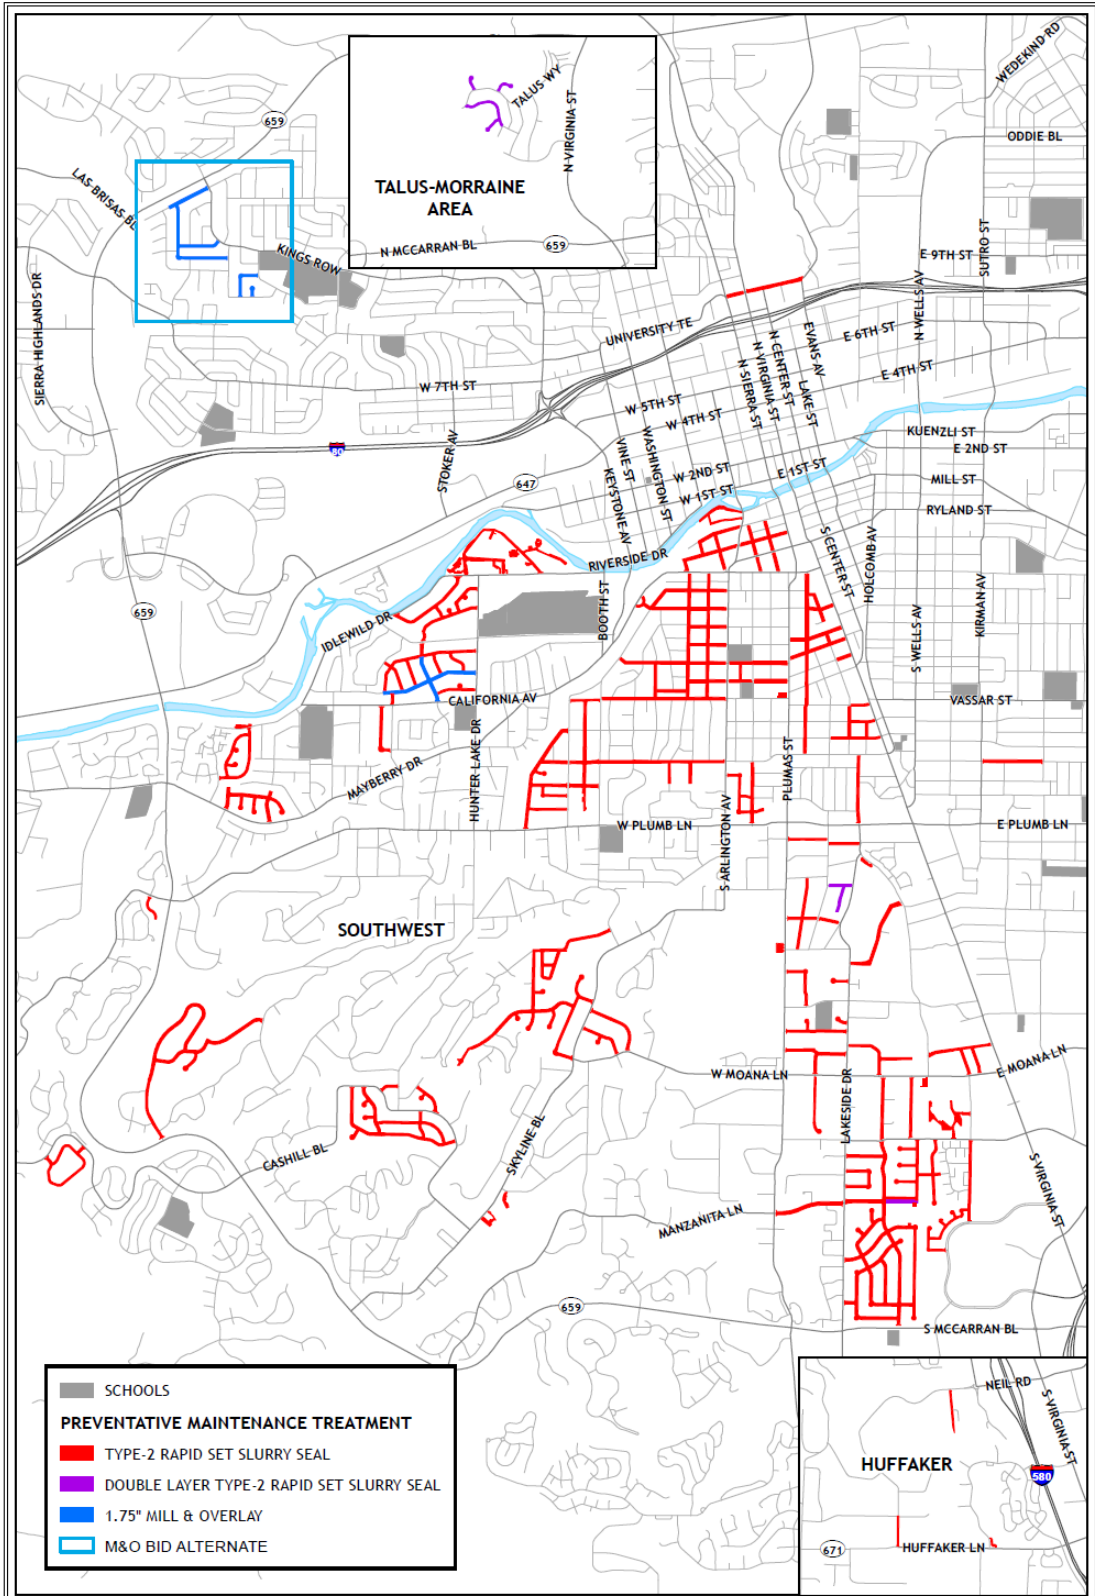 WEDEKIND RD
ODDIE BL
659
LAS BRISAS BL
TALUS WY
N VIRGINIA ST
TALUS-MORRAINE
AREA
N MCCARRAN BL
659
KINGS ROW
SIERRA HIGHLANDS DR
E 9TH ST
SUTRO ST
N WELLS AV
UNIVERSITY TE
EVANS AV
E 6TH ST
N CENTER ST
N VIRGINIA ST
N SIERRA ST
LAKE ST
E 4TH ST
W 7TH ST
W 5TH ST
W 4TH ST
80
STOKER AV
VINE ST
WASHINGTON ST
KEYSTONE AV
W 2ND ST
W 1ST ST
E 1ST ST
KUENZLI ST
E 2ND ST
MILL ST
RYLAND ST
647
RIVERSIDE DR
S CENTER ST
HOLCOMB AV
659
IDLEWILD DR
BOOTH ST
S WELLS AV
KIRMAN AV
CALIFORNIA AV
VASSAR ST
HUNTER LAKE DR
MAYBERRY DR
PLUMAS ST
W PLUMB LN
E PLUMB LN
S ARLINGTON AV
SOUTHWEST
W MOANA LN
E MOANA LN
LAKESIDE DR
CASHILL BL
SKYLINE BL
MANZANITA LN
S VIRGINIA ST
659
S MCCARRAN BL
SCHOOLS
PREVENTATIVE MAINTENANCE TREATMENT
TYPE-2 RAPID SET SLURRY SEAL
DOUBLE LAYER TYPE-2 RAPID SET SLURRY SEAL
1.75" MILL & OVERLAY
M&O BID ALTERNATE
NEIL RD
S VIRGINIA ST
HUFFAKER
580
671
HUFFAKER LN